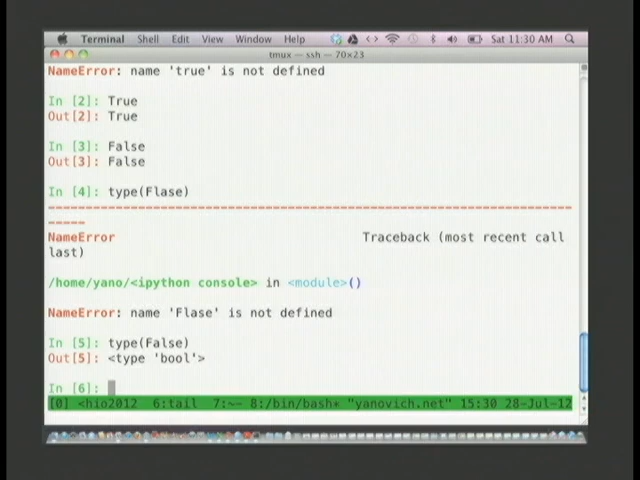 Terminal Shell Edit View Window Help Sat 11:30 AM
tmux — ssh — 70×23
NameError: name 'true' is not defined
In [2]: True
Out[2]: True
In [3]: False
Out[3]: False
In [4]: type(Flase)
---------------------------------------------------------------------------
NameError Traceback (most recent call
last)
/home/yano/<ipython console> in <module>()
NameError: name 'Flase' is not defined
In [5]: type(False)
Out[5]: <type 'bool'>
In [6]:
[0] <hio2012 6:tail 7:~- 8:/bin/bash* "yanovich.net" 15:30 28-Jul-12